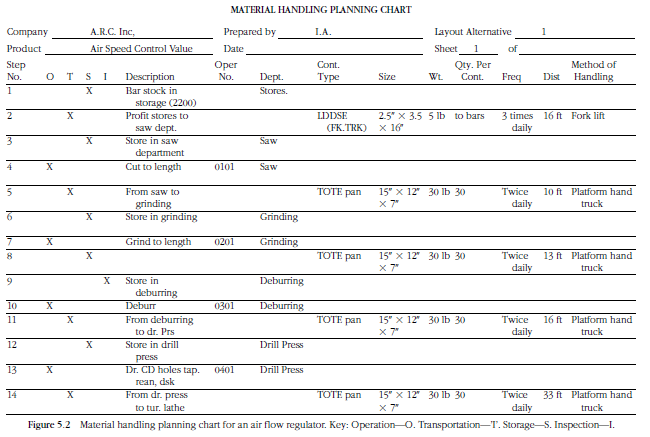 MATERIAL HANDLING PLANNING CHART
Company A.R.C. Inc, Prepared by I.A. Layout Alternative 1
Product Air Speed Control Value Date Sheet 1 of
Step Oper Cont. Qty. Per Method of
No. O T S I Description No. Dept. Type Size Wt. Cont. Freq Dist Handling
1 X Bar stock in Stores.
storage (2200)
2 X Profit stores to LDDSE 2.5" × 3.5 5 lb to bars 3 times 16 ft Fork lift
saw dept. (FK.TRK) × 16" daily
3 X Store in saw Saw
department
4 X Cut to length 0101 Saw
5 X From saw to TOTE pan 15" × 12" 30 lb 30 Twice 10 ft Platform hand
grinding × 7" daily truck
6 X Store in grinding Grinding
7 X Grind to length 0201 Grinding
8 X TOTE pan 15" × 12" 30 lb 30 Twice 13 ft Platform hand
× 7" daily truck
9 X Store in Deburring
deburring
10 X Deburr 0301 Deburring
11 X From deburring TOTE pan 15" × 12" 30 lb 30 Twice 16 ft Platform hand
to dr. Prs × 7" daily truck
12 X Store in drill Drill Press
press
13 X Dr. CD holes tap. 0401 Drill Press
rean, dsk
14 X From dr. press TOTE pan 15" × 12" 30 lb 30 Twice 33 ft Platform hand
to tur. lathe × 7" daily truck
Figure 5.2 Material handling planning chart for an air flow regulator. Key: Operation—O. Transportation—T. Storage—S. Inspection—I.